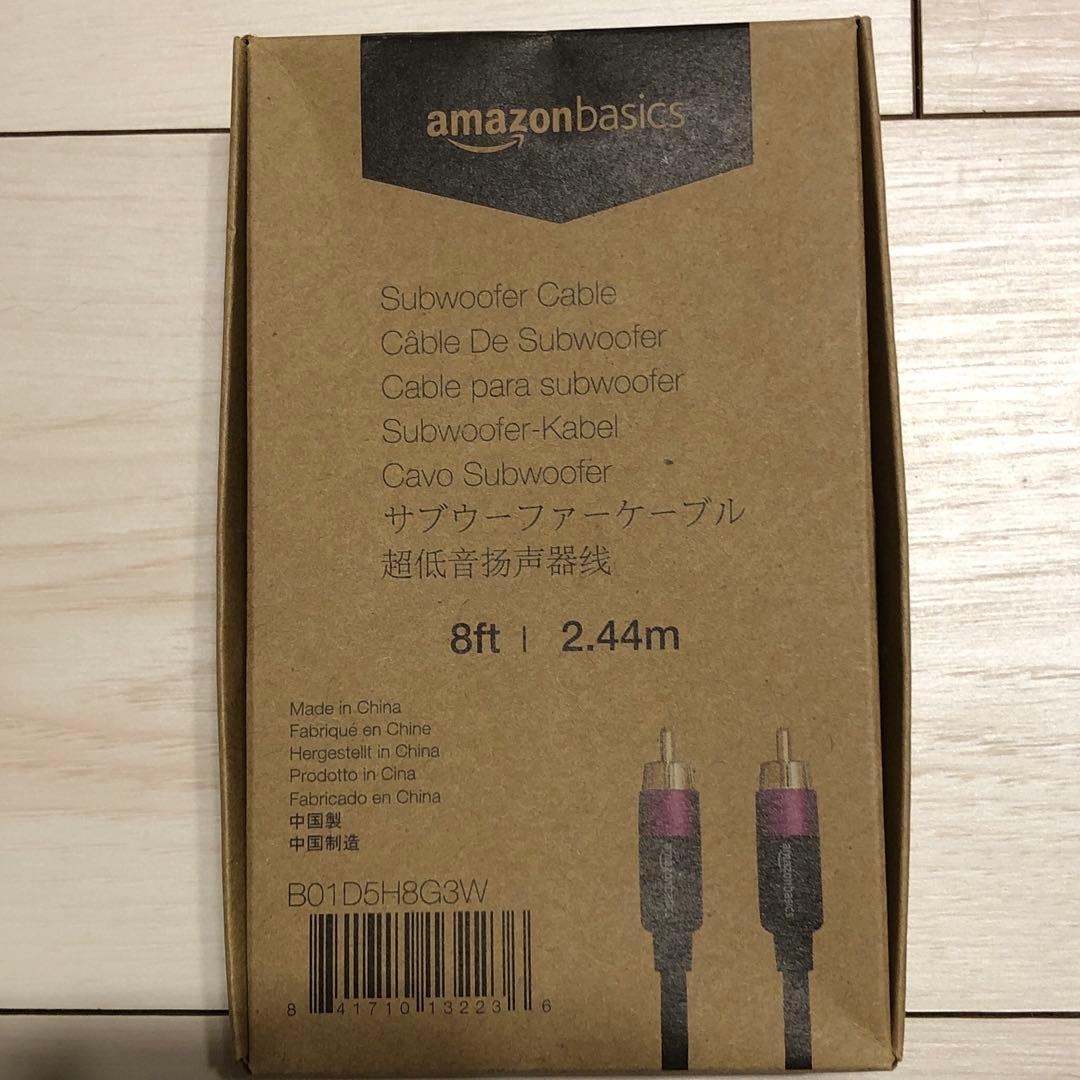 amazonbasics
Subwoofer Cable
Câble De Subwoofer
Cable para subwoofer
Subwoofer-Kabel
Cavo Subwoofer
サブウーファーケーブル
超低音扬声器线
8ft | 2.44m
Made in China
Fabriqué en Chine
Hergestellt in China
Prodotto in Cina
Fabricado en China
中国製
中国制造
B01D5H8G3W
8 41710 13223 6
amazonbasics
amazonbasics